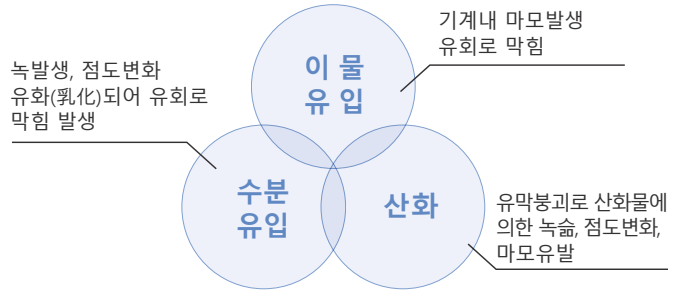 기계내 마모발생
유회로 막힘
이 물
유 입
녹발생, 점도변화
유화(乳化)되어 유회로
막힘 발생
수분
유입
산화
유막붕괴로 산화물에
의한 녹슮, 점도변화,
마모유발